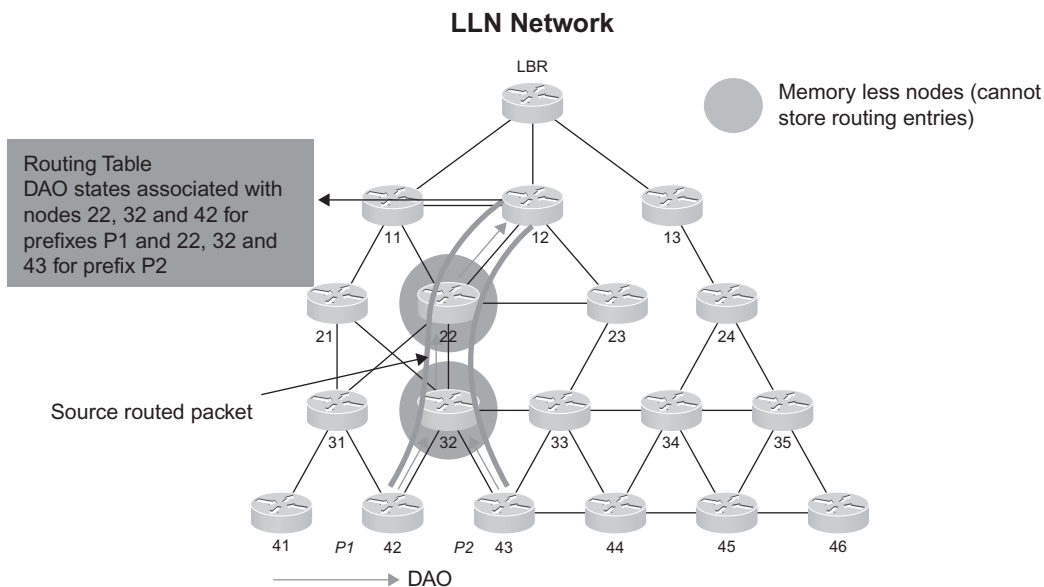 LLN Network
LBR
Memory less nodes (cannot
store routing entries)
Routing Table
DAO states associated with
nodes 22, 32 and 42 for
prefixes P1 and 22, 32 and
43 for prefix P2
11
12
13
21
22
23
24
Source routed packet
31
32
33
34
35
41
P1
42
P2
43
44
45
46
DAO